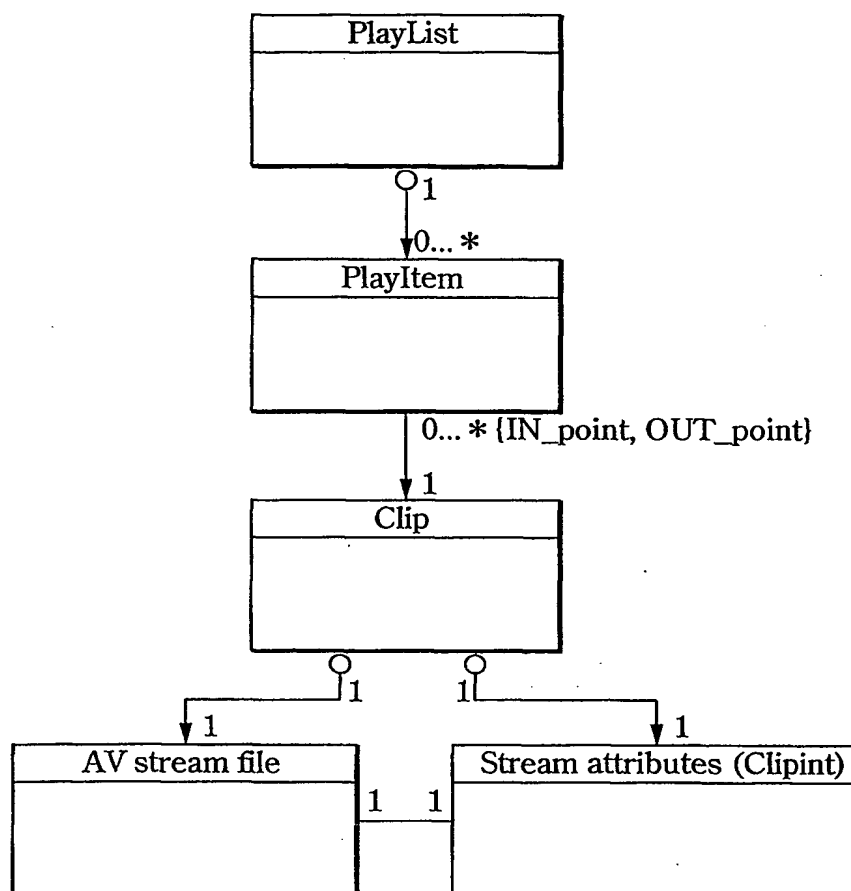 PlayList
1
0... *
PlayItem
0... * {IN_point, OUT_point}
1
Clip
1 1
1 1
AV stream file Stream attributes (Clipint)
1 1